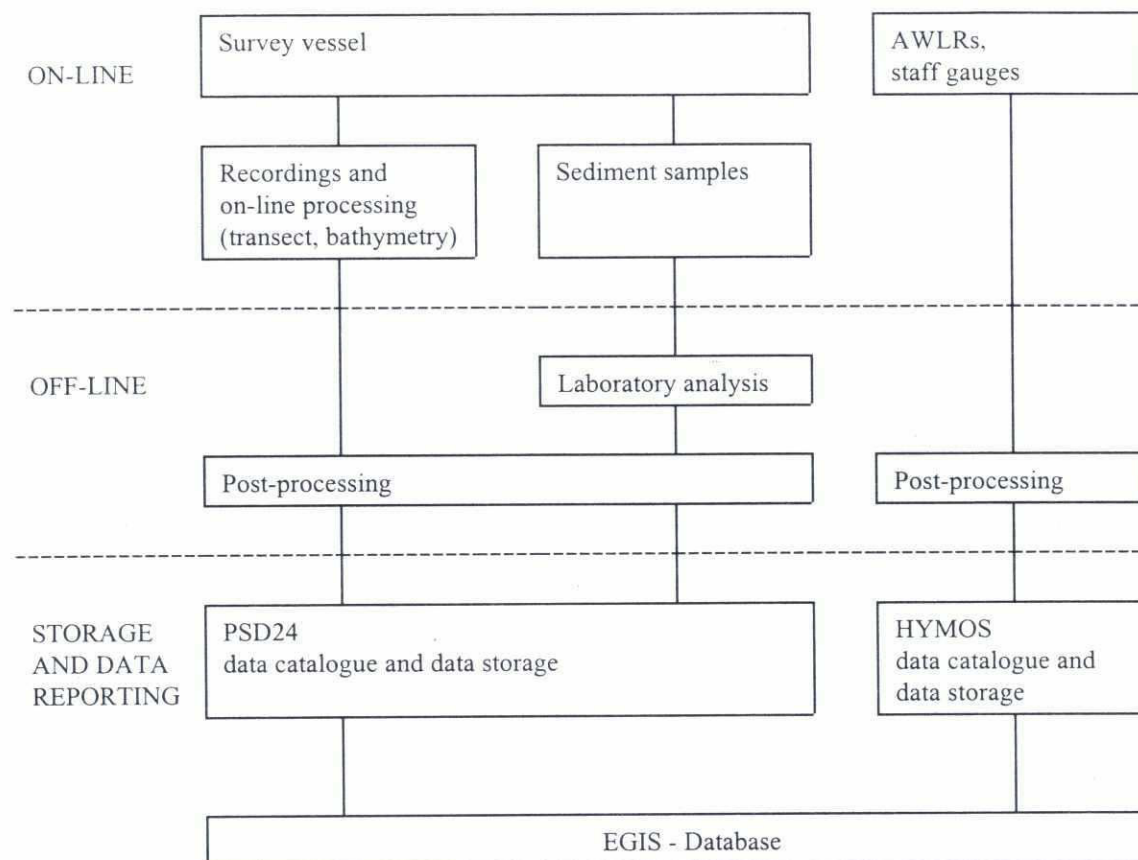 Survey vessel
AWLRs,
staff gauges
ON-LINE
Recordings and
on-line processing
(transect, bathymetry)
Sediment samples
OFF-LINE
Laboratory analysis
Post-processing
Post-processing
STORAGE
AND DATA
REPORTING
PSD24
data catalogue and data storage
HYMOS
data catalogue and
data storage
EGIS - Database